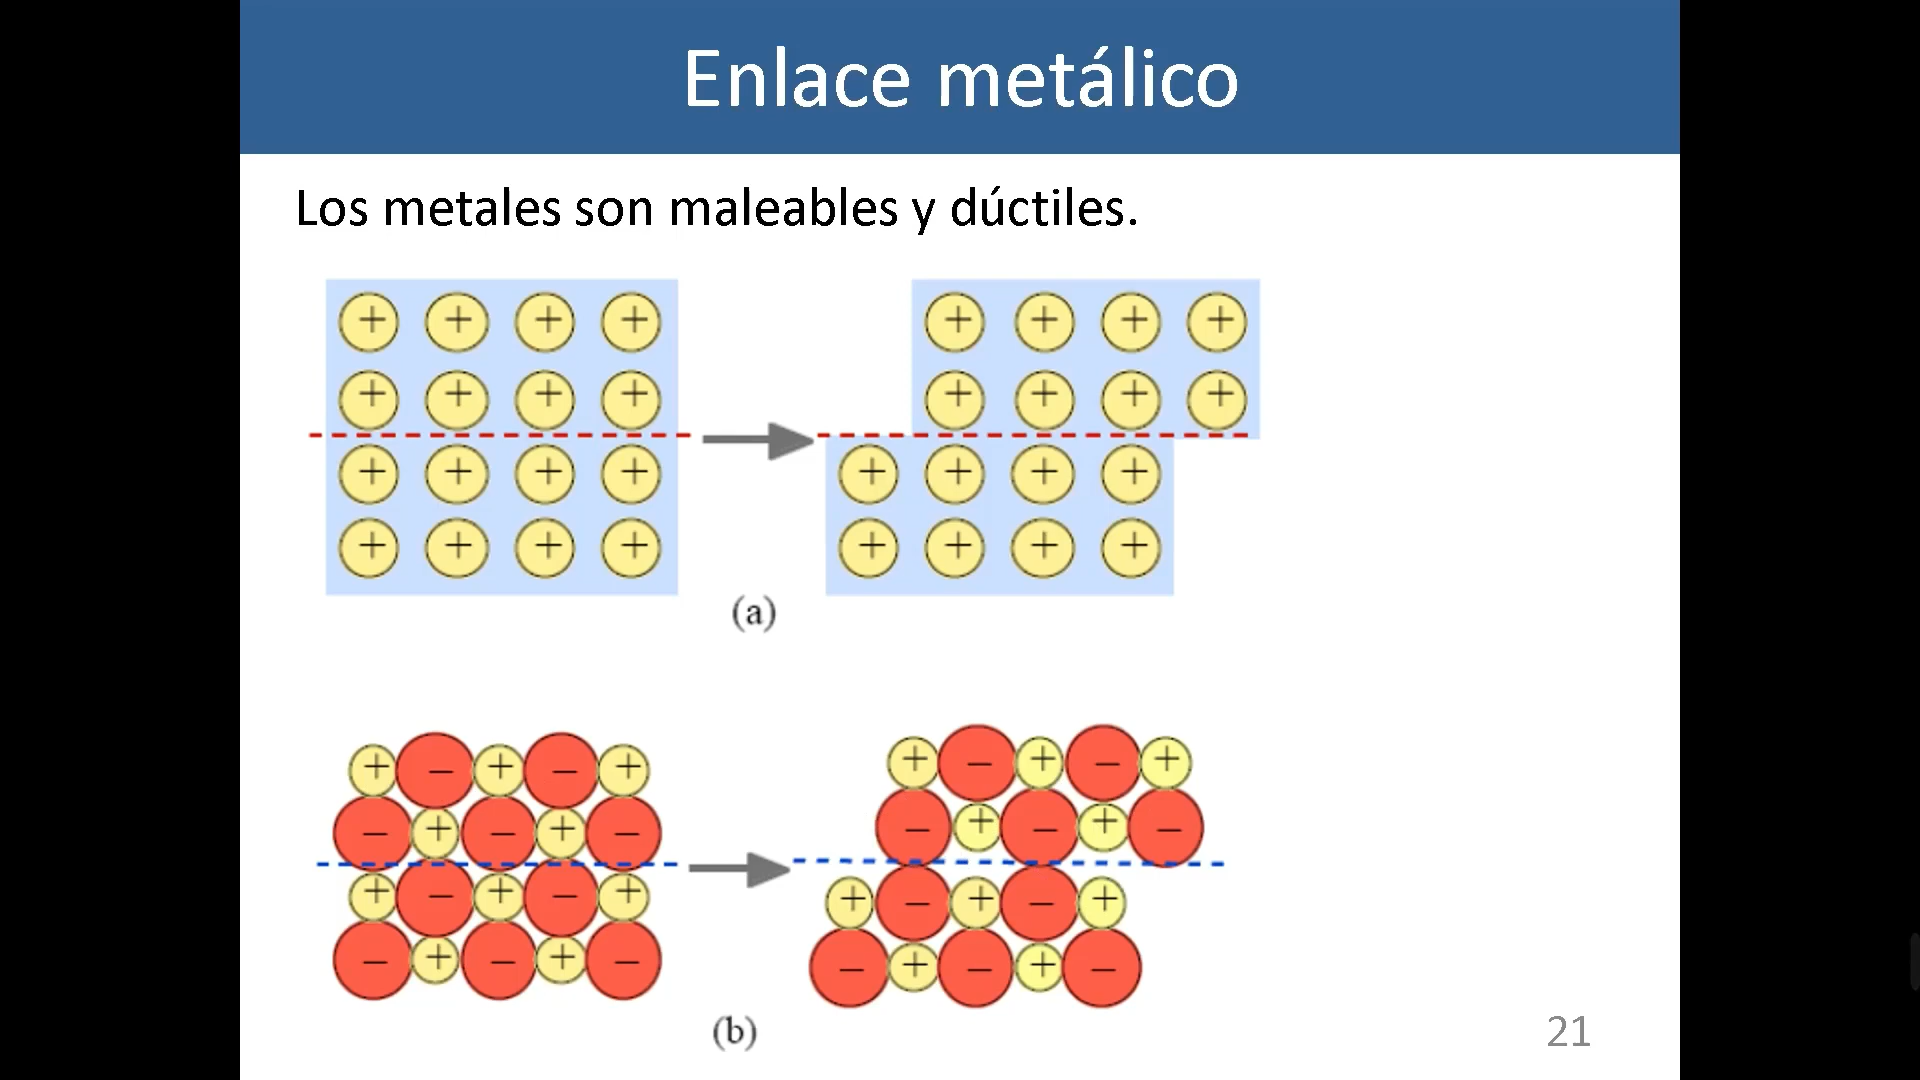 Enlace metálico
Los metales son maleables y dúctiles.
+ + + + + + + +
+ + + + + + + +
+ + + + + + + +
+ + + + + + + +
(a)
+ − + − + + − + − +
− + − + − − + − + −
+ − + − + + − + − +
− + − + − − + − + −
(b)
21